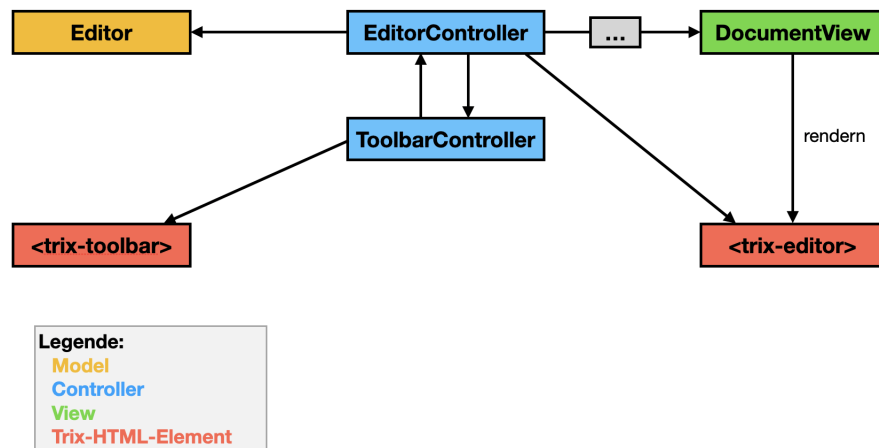 Editor
EditorController
...
DocumentView
ToolbarController
rendern
<trix-toolbar>
<trix-editor>
Legende:
Model
Controller
View
Trix-HTML-Element